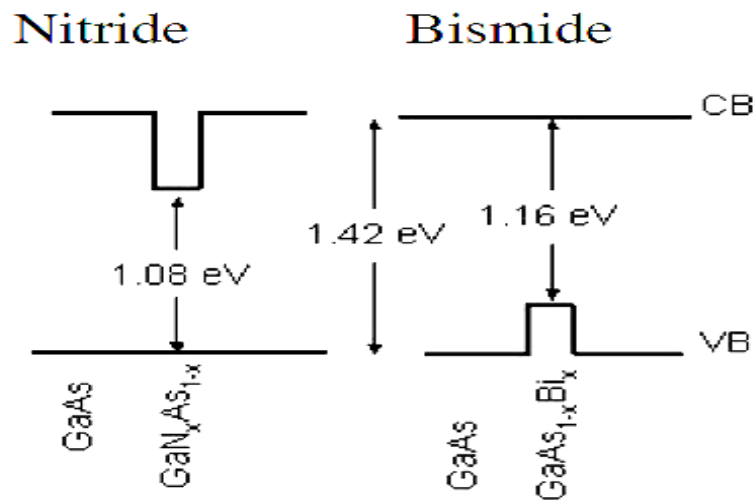 Nitride
Bismide
CB
1.42 eV
1.16 eV
1.08 eV
VB
GaAs
GaNₓAs₁₋ₓ
GaAs
GaAs₁₋ₓBiₓ